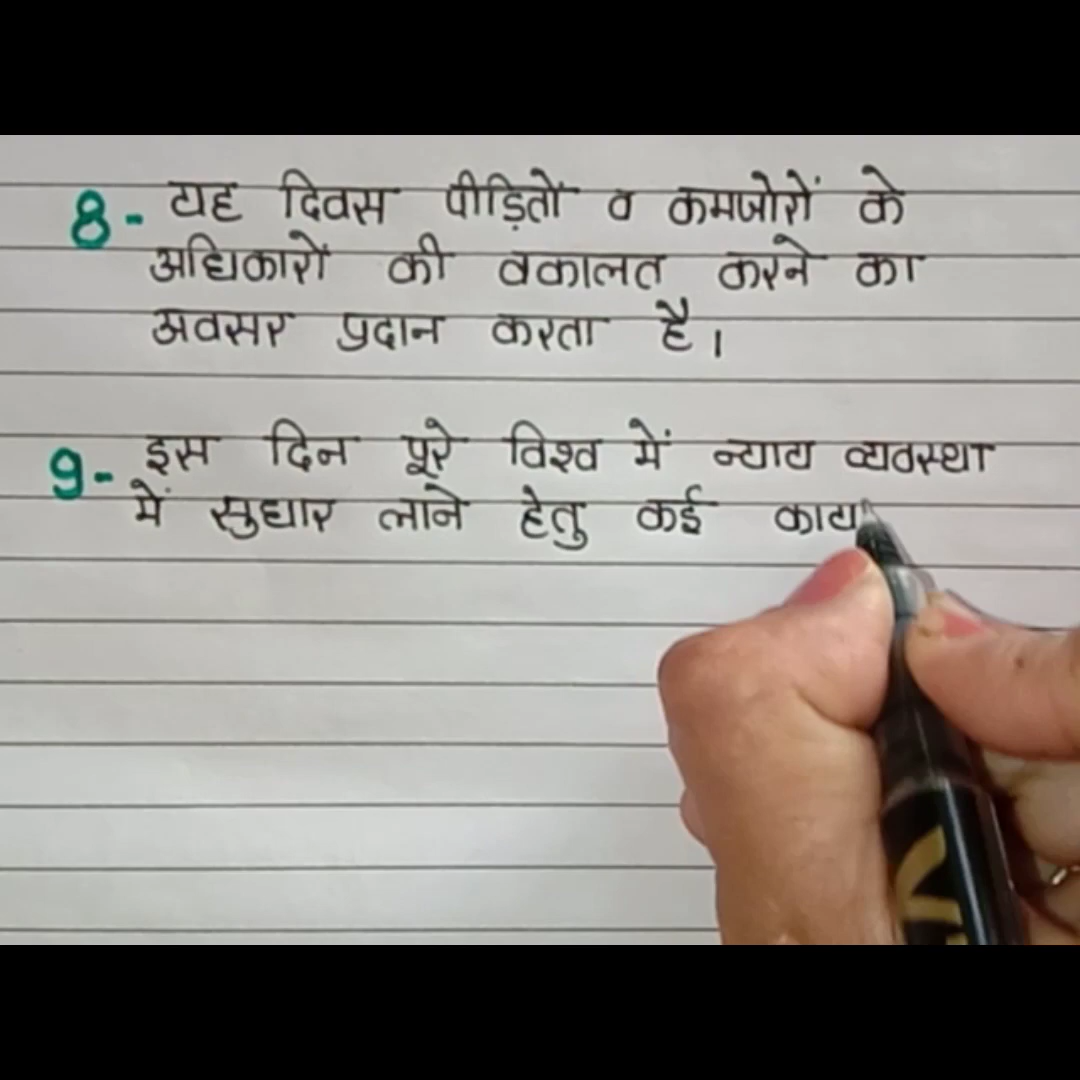 8- यह दिवस पीड़ितों व कमजोरों के
अधिकारों की वकालत करने का
अवसर प्रदान करता है।
9- इस दिन पूरे विश्व में न्याय व्यवस्था
में सुधार लाने हेतु कई काय